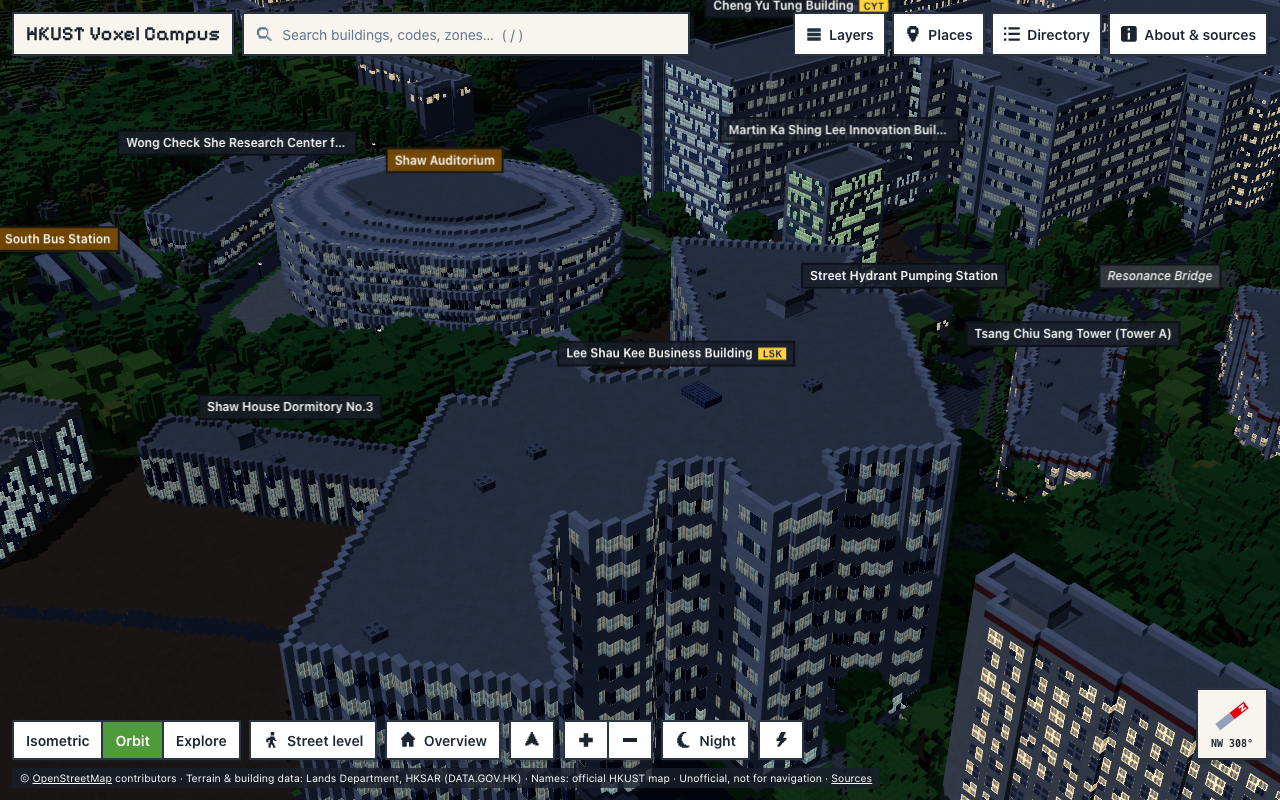 Cheng Yu Tung Building CYT
HKUST Voxel Campus
Search buildings, codes, zones... ( / )
Layers
Places
Directory
About & sources
Wong Check She Research Center f...
Shaw Auditorium
Martin Ka Shing Lee Innovation Buil...
South Bus Station
Street Hydrant Pumping Station
Resonance Bridge
Tsang Chiu Sang Tower (Tower A)
Lee Shau Kee Business Building LSK
Shaw House Dormitory No.3
Isometric
Orbit
Explore
Street level
Overview
Night
N
NW 308°
© OpenStreetMap contributors · Terrain & building data: Lands Department, HKSAR (DATA.GOV.HK) · Names: official HKUST map · Unofficial, not for navigation · Sources